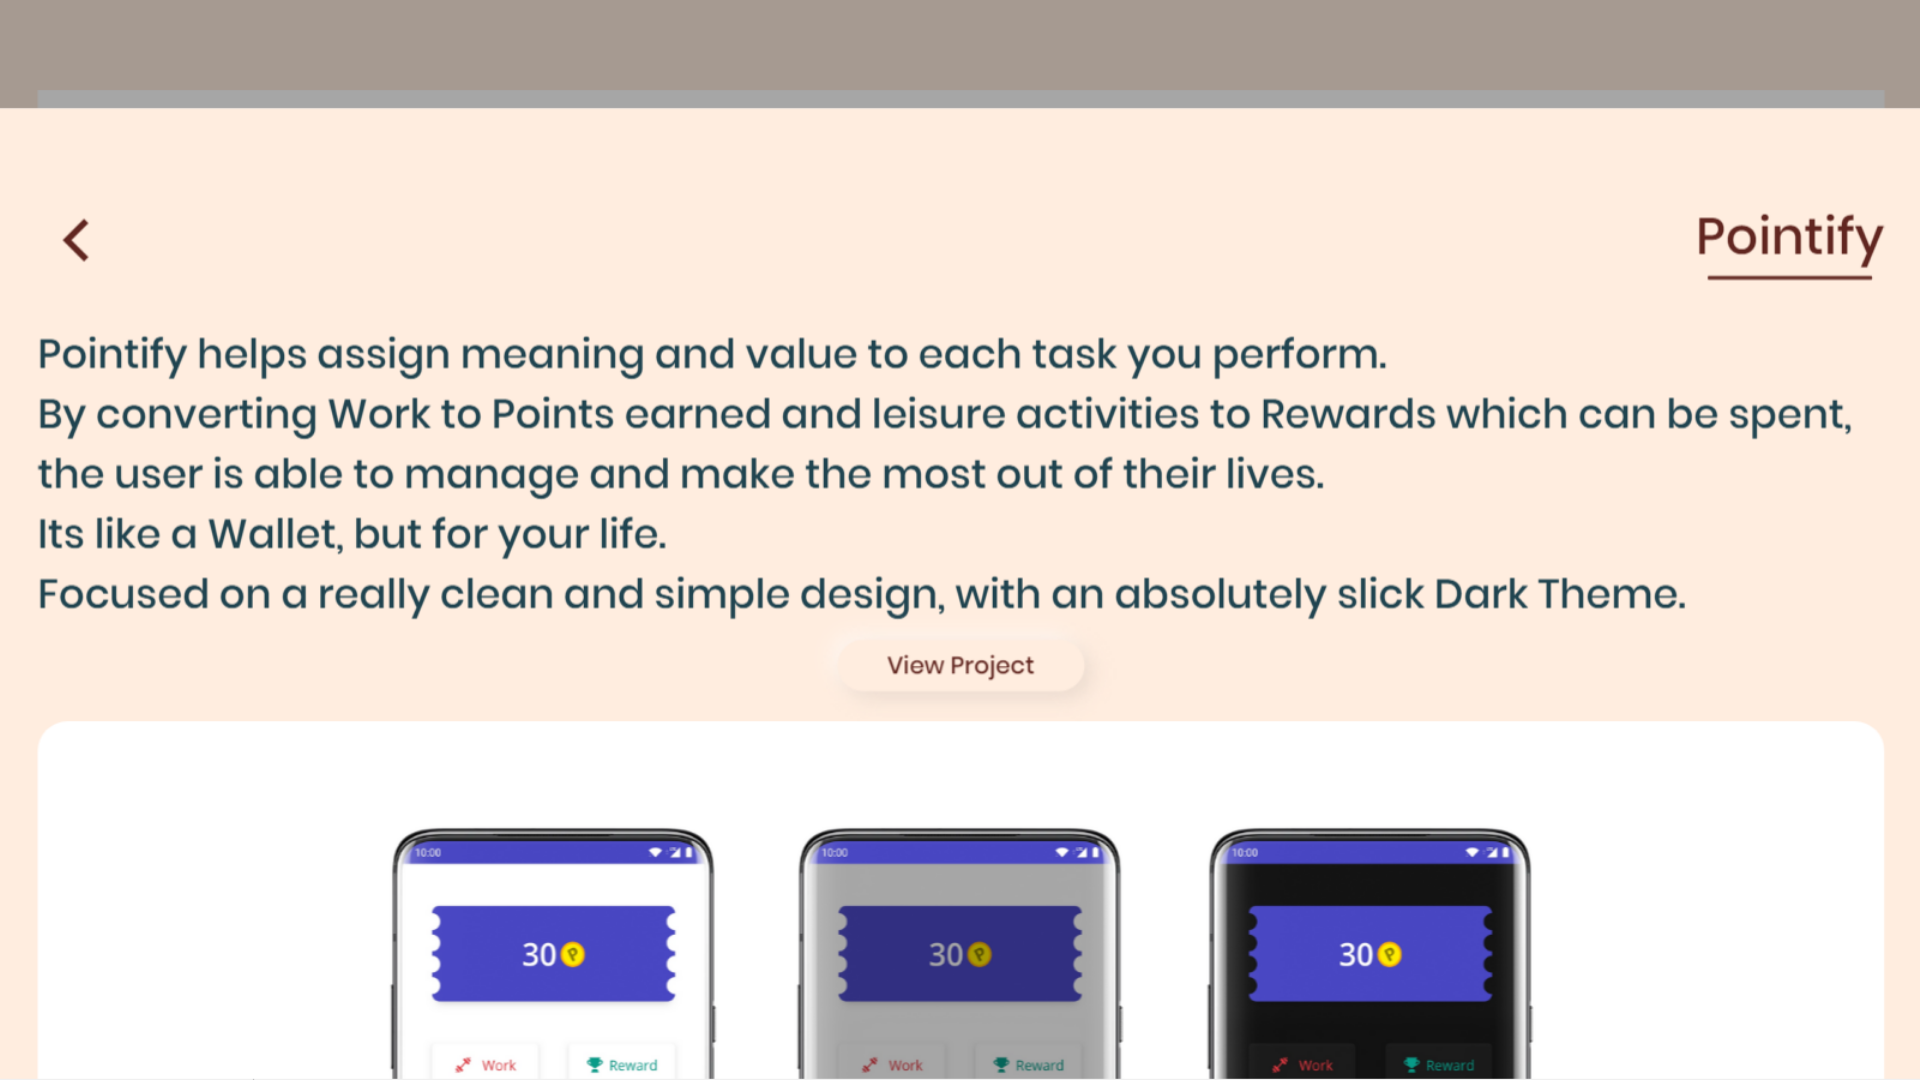 Pointify
Pointify helps assign meaning and value to each task you perform.
By converting Work to Points earned and leisure activities to Rewards which can be spent,
the user is able to manage and make the most out of their lives.
Its like a Wallet, but for your life.
Focused on a really clean and simple design, with an absolutely slick Dark Theme.
View Project
10:00
30
Work Reward
10:00
30
Work Reward
10:00
30
Work Reward